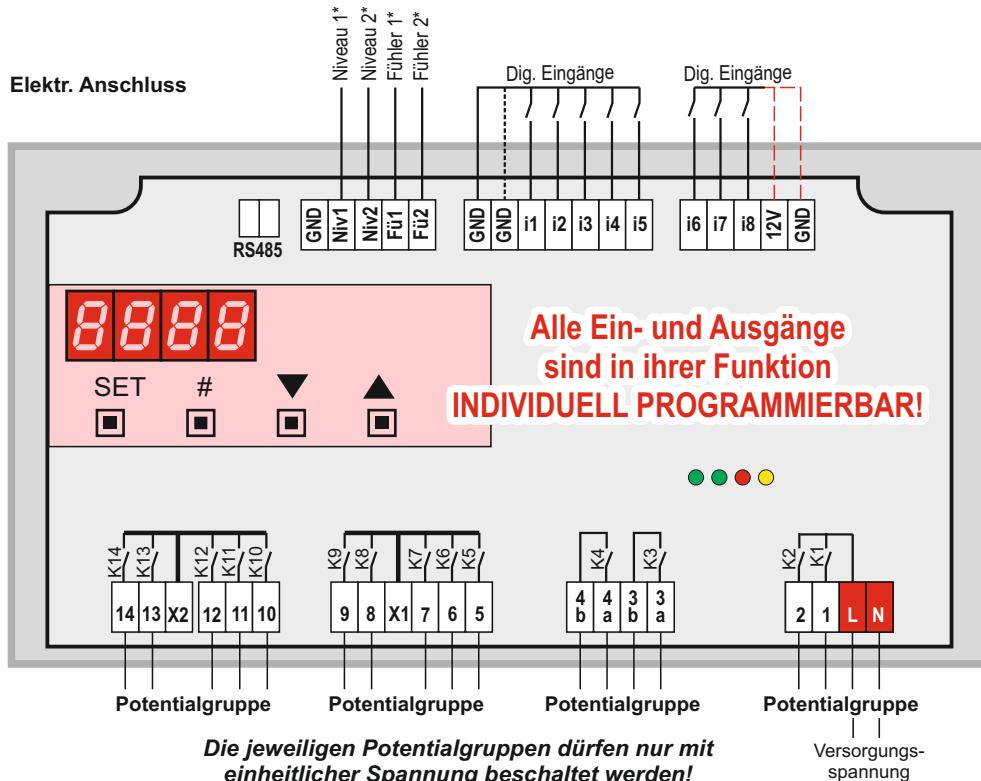 Elektr. Anschluss
Niveau 1*
Niveau 2*
Fühler 1*
Fühler 2*
Dig. Eingänge
Dig. Eingänge
RS485
GND Niv1 Niv2 Fü1 Fü2
GND GND i1 i2 i3 i4 i5
i6 i7 i8 12V GND
8888
SET # ▼ ▲
Alle Ein- und Ausgänge
sind in ihrer Funktion
INDIVIDUELL PROGRAMMIERBAR!
K14 K13 K12 K11 K10
K9 K8 K7 K6 K5
K4 K3
K2 K1
14 13 X2 12 11 10
9 8 X1 7 6 5
4b 4a 3b 3a
2 1 L N
Potentialgruppe
Potentialgruppe
Potentialgruppe
Potentialgruppe
Die jeweiligen Potentialgruppen dürfen nur mit
einheitlicher Spannung beschaltet werden!
Versorgungs-
spannung